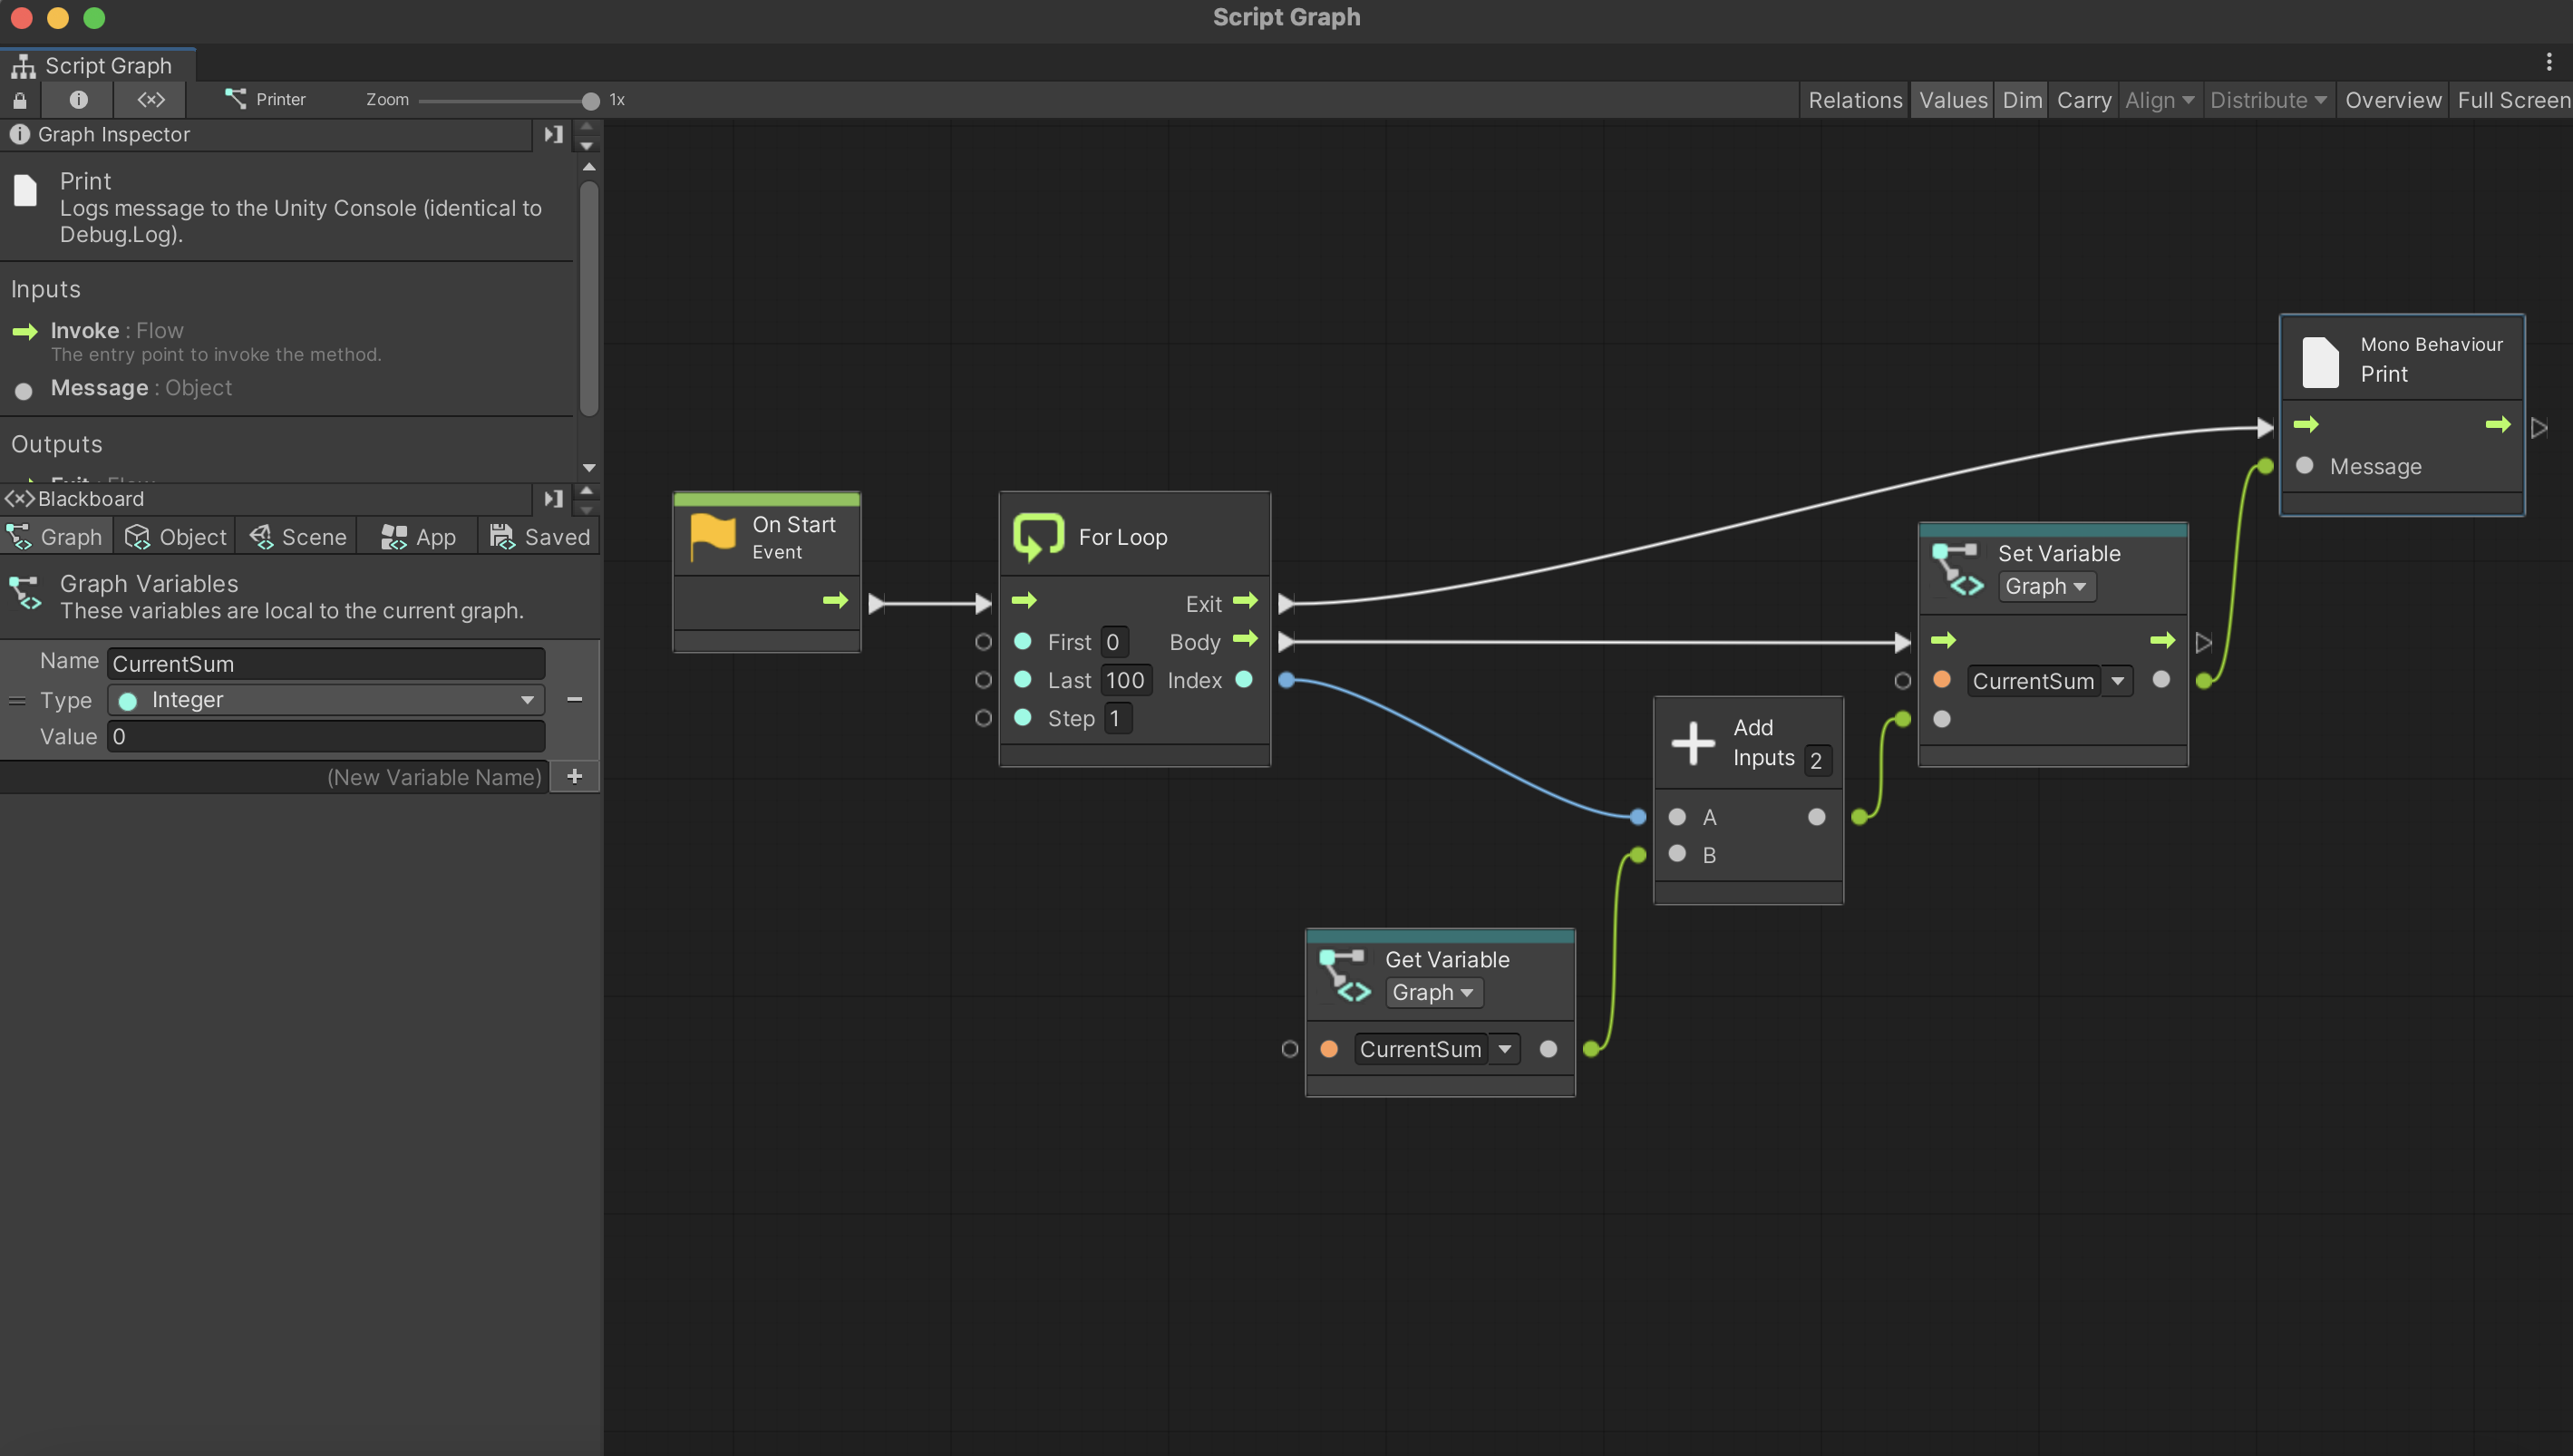 Script Graph
Script Graph
Printer
Zoom
1x
Relations
Values
Dim
Carry
Align
Distribute
Overview
Full Screen
Graph Inspector
Print
Logs message to the Unity Console (identical to
Debug.Log).
Inputs
Invoke : Flow
The entry point to invoke the method.
Message : Object
Outputs
Blackboard
Graph
Object
Scene
App
Saved
Graph Variables
These variables are local to the current graph.
Name CurrentSum
Type Integer
Value 0
(New Variable Name)
On Start
Event
For Loop
Exit
First 0 Body
Last 100 Index
Step 1
Get Variable
Graph
CurrentSum
Add
Inputs 2
A
B
Set Variable
Graph
CurrentSum
Mono Behaviour
Print
Message